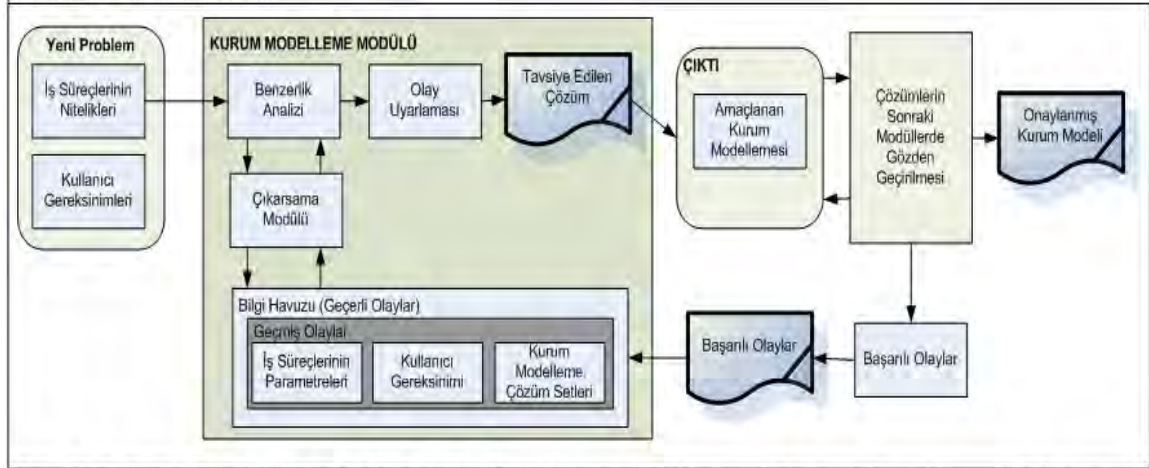 Yeni Problem
İş Süreçlerinin
Nitelikleri
Kullanıcı
Gereksinimleri
KURUM MODELLEME MODÜLÜ
Benzerlik
Analizi
Olay
Uyarlaması
Tavsiye Edilen
Çözüm
Çıkarsama
Modülü
Bilgi Havuzu (Geçerli Olaylar)
Geçmiş Olaylal
İş Süreçlerinin
Parametreleri
Kullanıcı
Gereksinimi
Kurum
Modelleme.
Çözüm Setleri
ÇIKTI
Amaçlanan
Kurum
Modellemesi
Çözümlerin
Sonraki
Modüllerde
Gözden
Geçirilmesi
Onaylanmış
Kurum Modeli
Başarılı Olaylar
Başarılı Olaylar